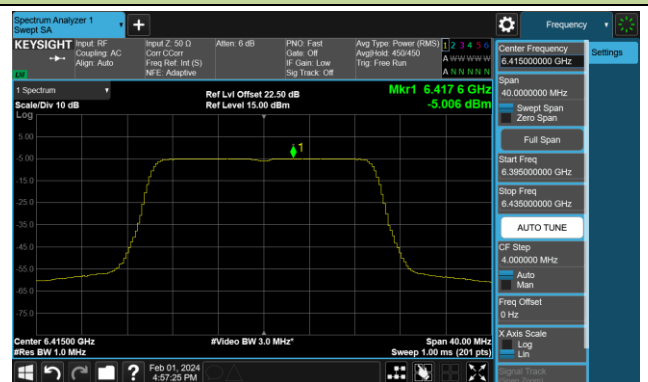 Spectrum Analyzer 1
Swept SA
+
Frequency
KEYSIGHT
Input: RF
Coupling: AC
Align: Auto
Input Z: 50 Ω
Corr CCorr
Freq Ref: Int (S)
NFE: Adaptive
Atten: 6 dB
PNO: Fast
Gate: Off
IF Gain: Low
Sig Track: Off
Avg Type: Power (RMS)
Avg|Hold: 450/450
Trig: Free Run
1 2 3 4 5 6
A W W W W W
A N N N N N
LW
Center Frequency
6.415000000 GHz
Settings
Span
40.0000000 MHz
Swept Span
Zero Span
Full Span
Start Freq
6.395000000 GHz
Stop Freq
6.435000000 GHz
AUTO TUNE
CF Step
4.000000 MHz
Auto
Man
Freq Offset
0 Hz
X Axis Scale
Log
Lin
Signal Track
1 Spectrum
Scale/Div 10 dB
Log
Ref Lvl Offset 22.50 dB
Ref Level 15.00 dBm
Mkr1 6.417 6 GHz
-5.006 dBm
5.00
-5.00
-15.0
-25.0
-35.0
-45.0
-55.0
-65.0
-75.0
1
Center 6.41500 GHz
#Res BW 1.0 MHz
#Video BW 3.0 MHz*
Span 40.00 MHz
Sweep 1.00 ms (201 pts)
?
Feb 01, 2024
4:57:25 PM